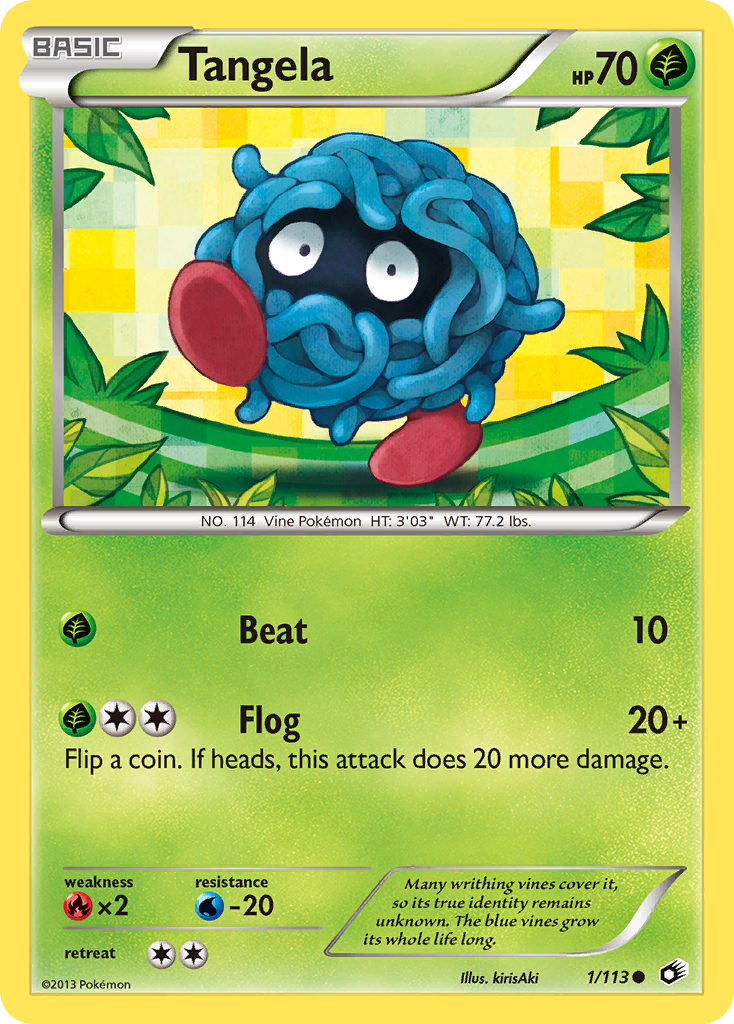 BASIC
Tangela
HP70
NO. 114 Vine Pokémon HT: 3'03" WT: 77.2 lbs.
Beat 10
Flog 20+
Flip a coin. If heads, this attack does 20 more damage.
weakness resistance
×2 -20
retreat
Many writhing vines cover it,
so its true identity remains
unknown. The blue vines grow
its whole life long.
©2013 Pokémon
Illus. kirisAki
1/113